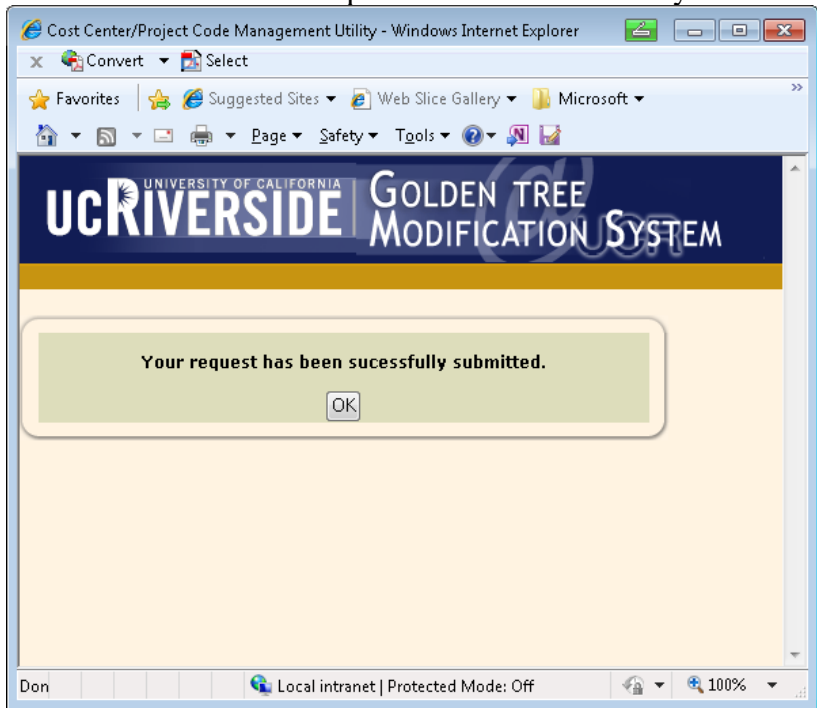 Cost Center/Project Code Management Utility - Windows Internet Explorer
x Convert Select
Favorites Suggested Sites Web Slice Gallery Microsoft »
Page Safety Tools
UNIVERSITY OF CALIFORNIA
UCRIVERSIDE
GOLDEN TREE
MODIFICATION SYSTEM
@UCR
Your request has been sucessfully submitted.
OK
Don Local intranet | Protected Mode: Off 100%